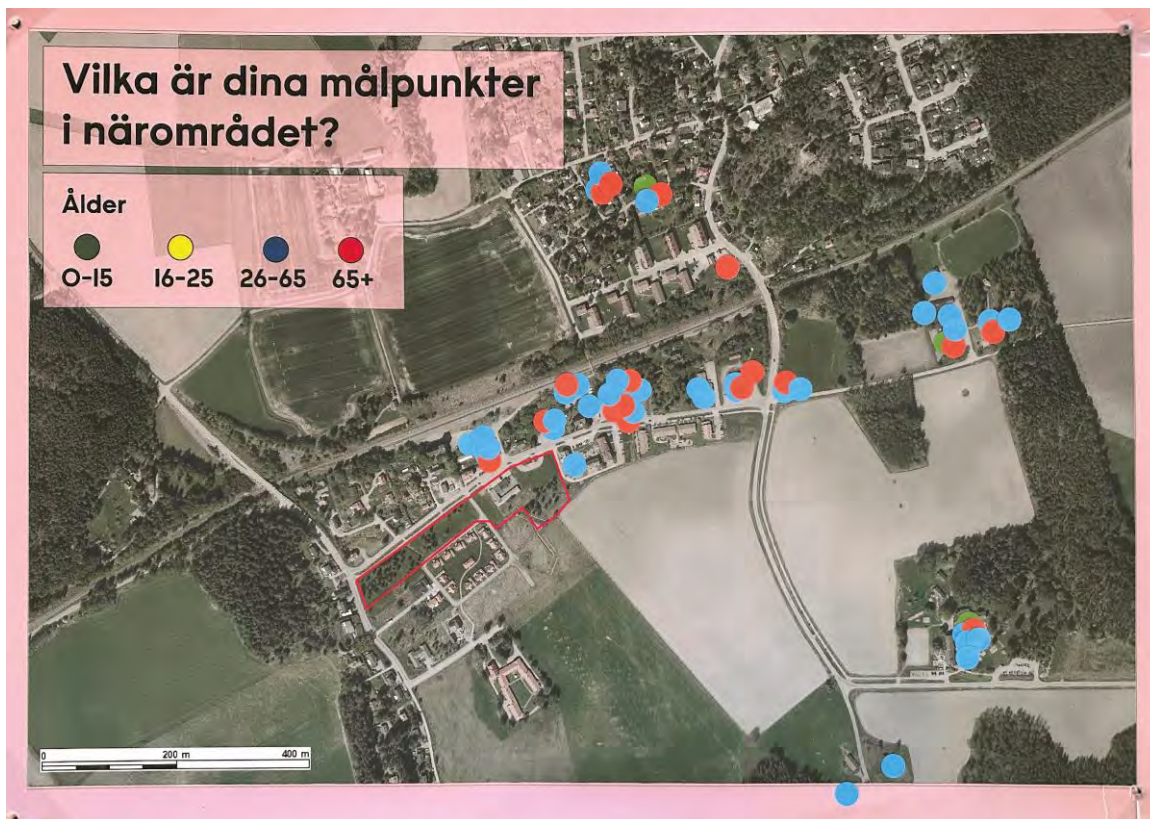 Vilka är dina målpunkter
i närområdet?
Ålder
0-15 16-25 26-65 65+
0 200 m 400 m